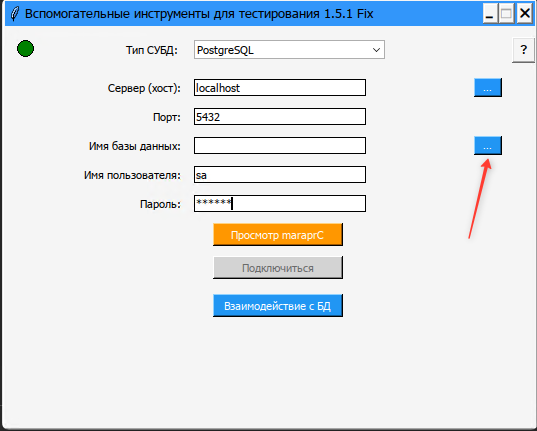 Вспомогательные инструменты для тестирования 1.5.1 Fix
Тип СУБД: PostgreSQL ?
Сервер (хост): localhost ...
Порт: 5432
Имя базы данных: ...
Имя пользователя: sa
Пароль: ******
Просмотр maraprC
Подключиться
Взаимодействие с БД